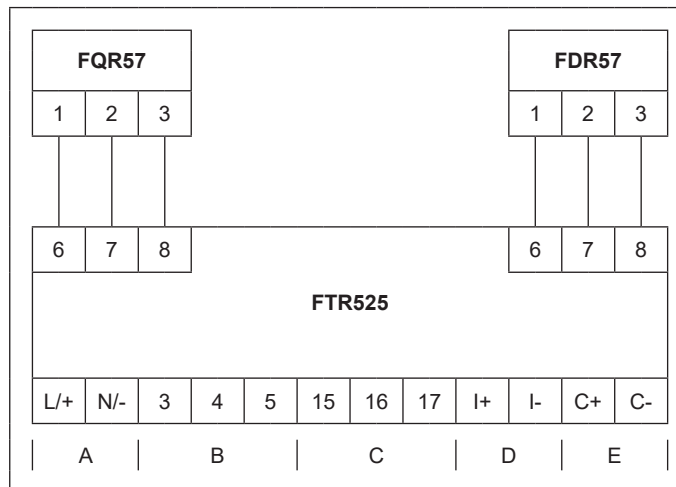 FQR57 FDR57
1 2 3 1 2 3
6 7 8 6 7 8
FTR525
L/+ N/- 3 4 5 15 16 17 I+ I- C+ C-
A B C D E